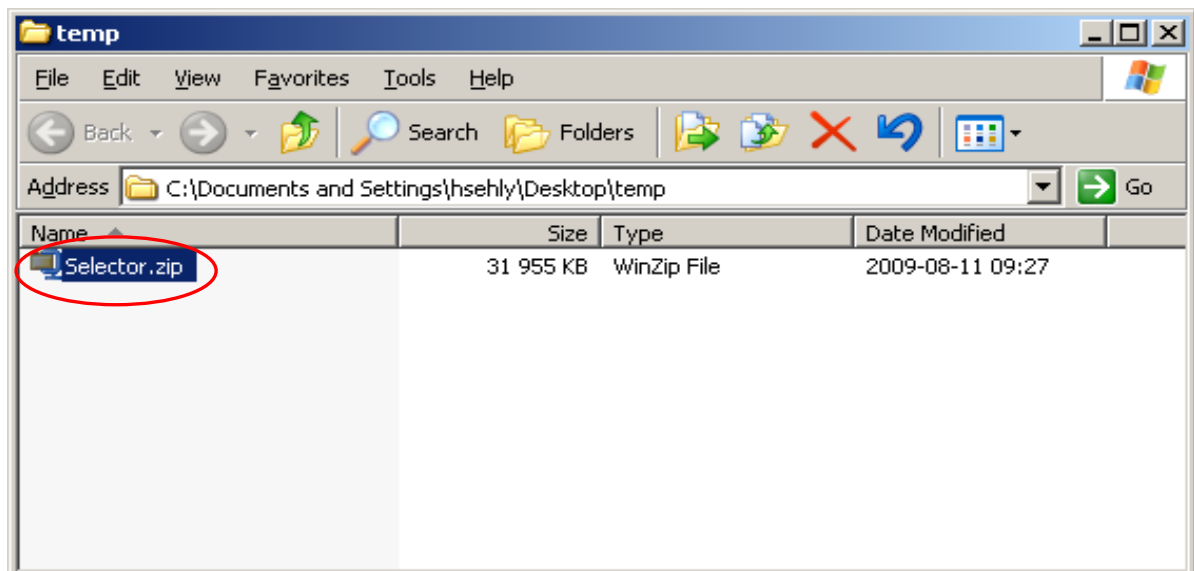 temp
File Edit View Favorites Tools Help
Back Search Folders
Address C:\Documents and Settings\hsehly\Desktop\temp Go
Name Size Type Date Modified
Selector.zip 31 955 KB WinZip File 2009-08-11 09:27